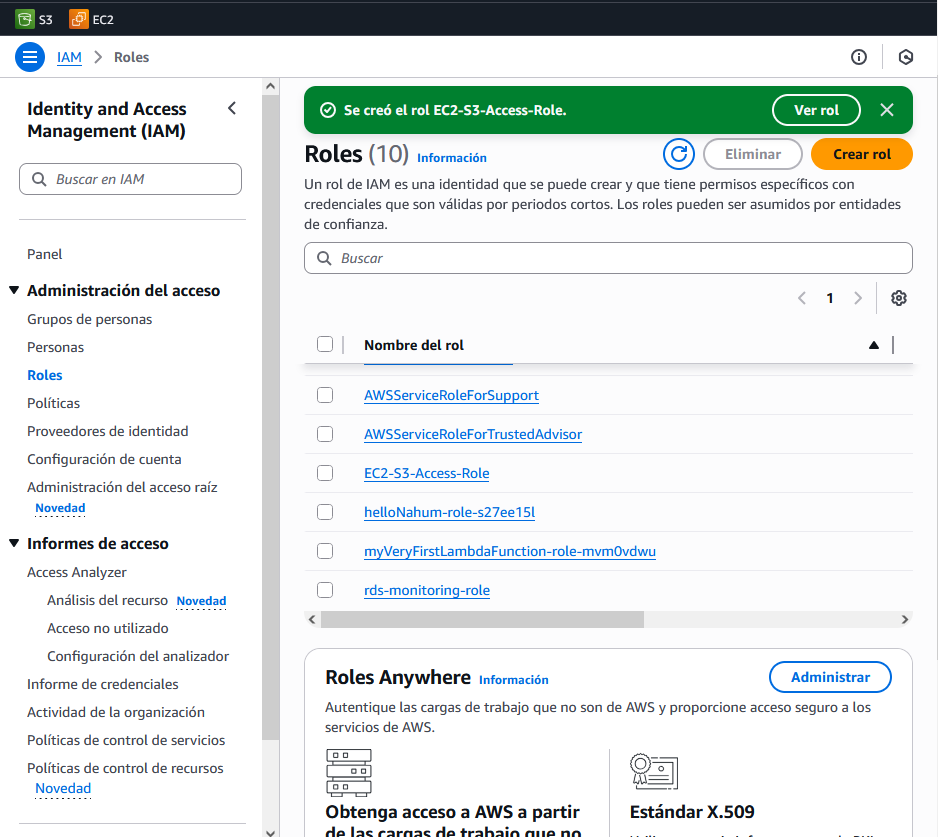 S3 EC2
IAM Roles
Identity and Access
Management (IAM)
Buscar en IAM
Panel
Administración del acceso
Grupos de personas
Personas
Roles
Políticas
Proveedores de identidad
Configuración de cuenta
Administración del acceso raíz
Novedad
Informes de acceso
Access Analyzer
Análisis del recurso Novedad
Acceso no utilizado
Configuración del analizador
Informe de credenciales
Actividad de la organización
Políticas de control de servicios
Políticas de control de recursos
Novedad
Se creó el rol EC2-S3-Access-Role.
Ver rol
Roles (10) Información
Eliminar
Crear rol
Un rol de IAM es una identidad que se puede crear y que tiene permisos específicos con
credenciales que son válidas por periodos cortos. Los roles pueden ser asumidos por entidades
de confianza.
Buscar
1
Nombre del rol
AWSServiceRoleForSupport
AWSServiceRoleForTrustedAdvisor
EC2-S3-Access-Role
helloNahum-role-s27ee15l
myVeryFirstLambdaFunction-role-mvm0vdwu
rds-monitoring-role
Roles Anywhere Información
Administrar
Autentique las cargas de trabajo que no son de AWS y proporcione acceso seguro a los
servicios de AWS.
Obtenga acceso a AWS a partir
de las cargas de trabajo que no
Estándar X.509